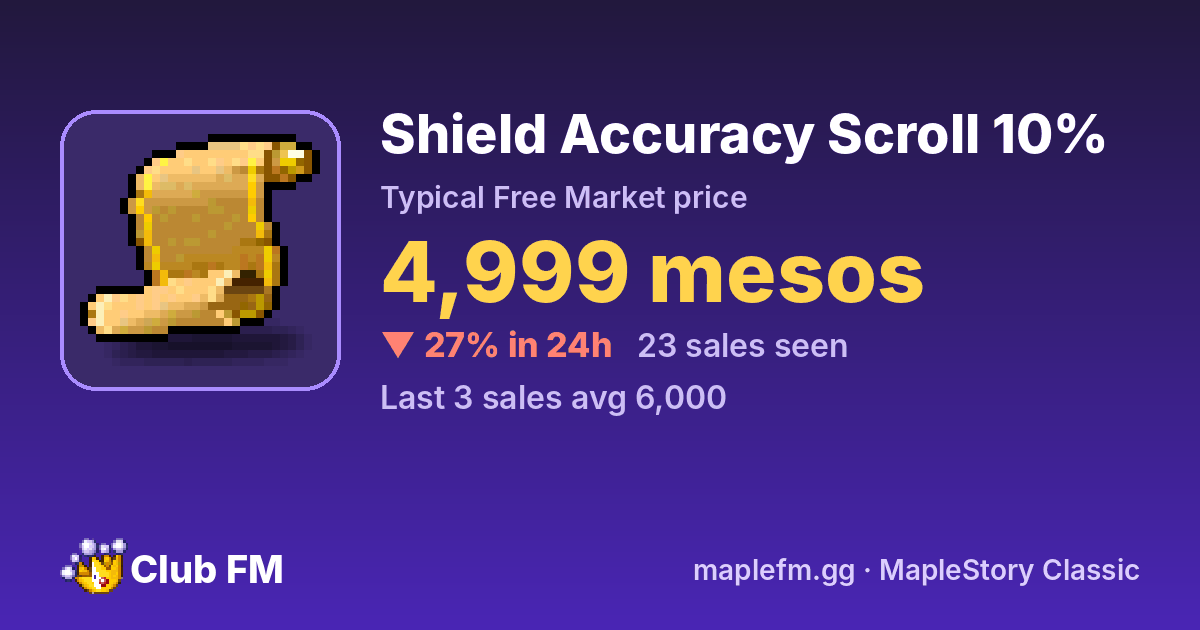 Shield Accuracy Scroll 10%
Typical Free Market price
4,999 mesos
▼ 27% in 24h 23 sales seen
Last 3 sales avg 6,000
Club FM
maplefm.gg · MapleStory Classic